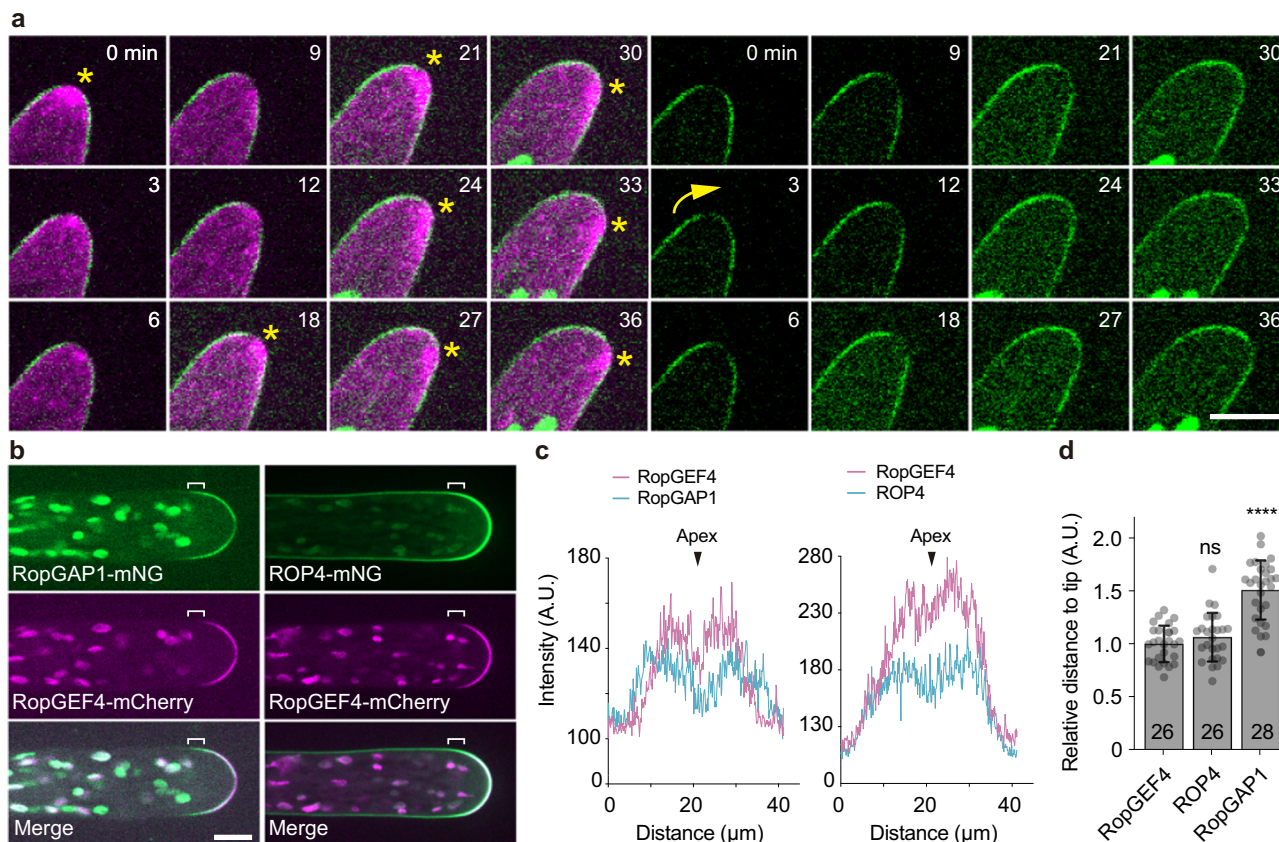 a
0 min 9 21 30 0 min 9 21 30
* *
*
3 12 24 33 3 12 24 33
* *
6 18 27 36 6 18 27 36
* * *
b
RopGAP1-mNG ROP4-mNG
RopGEF4-mCherry RopGEF4-mCherry
Merge Merge
c
RopGEF4
RopGAP1
Apex
Intensity (A.U.)
180
140
100
0
0 20 40
Distance (µm)
RopGEF4
ROP4
Apex
280
230
180
130
0
0 20 40
Distance (µm)
d
Relative distance to tip (A.U.)
2.0
1.5
1.0
0.5
0
ns
****
26 26 28
RopGEF4
ROP4
RopGAP1